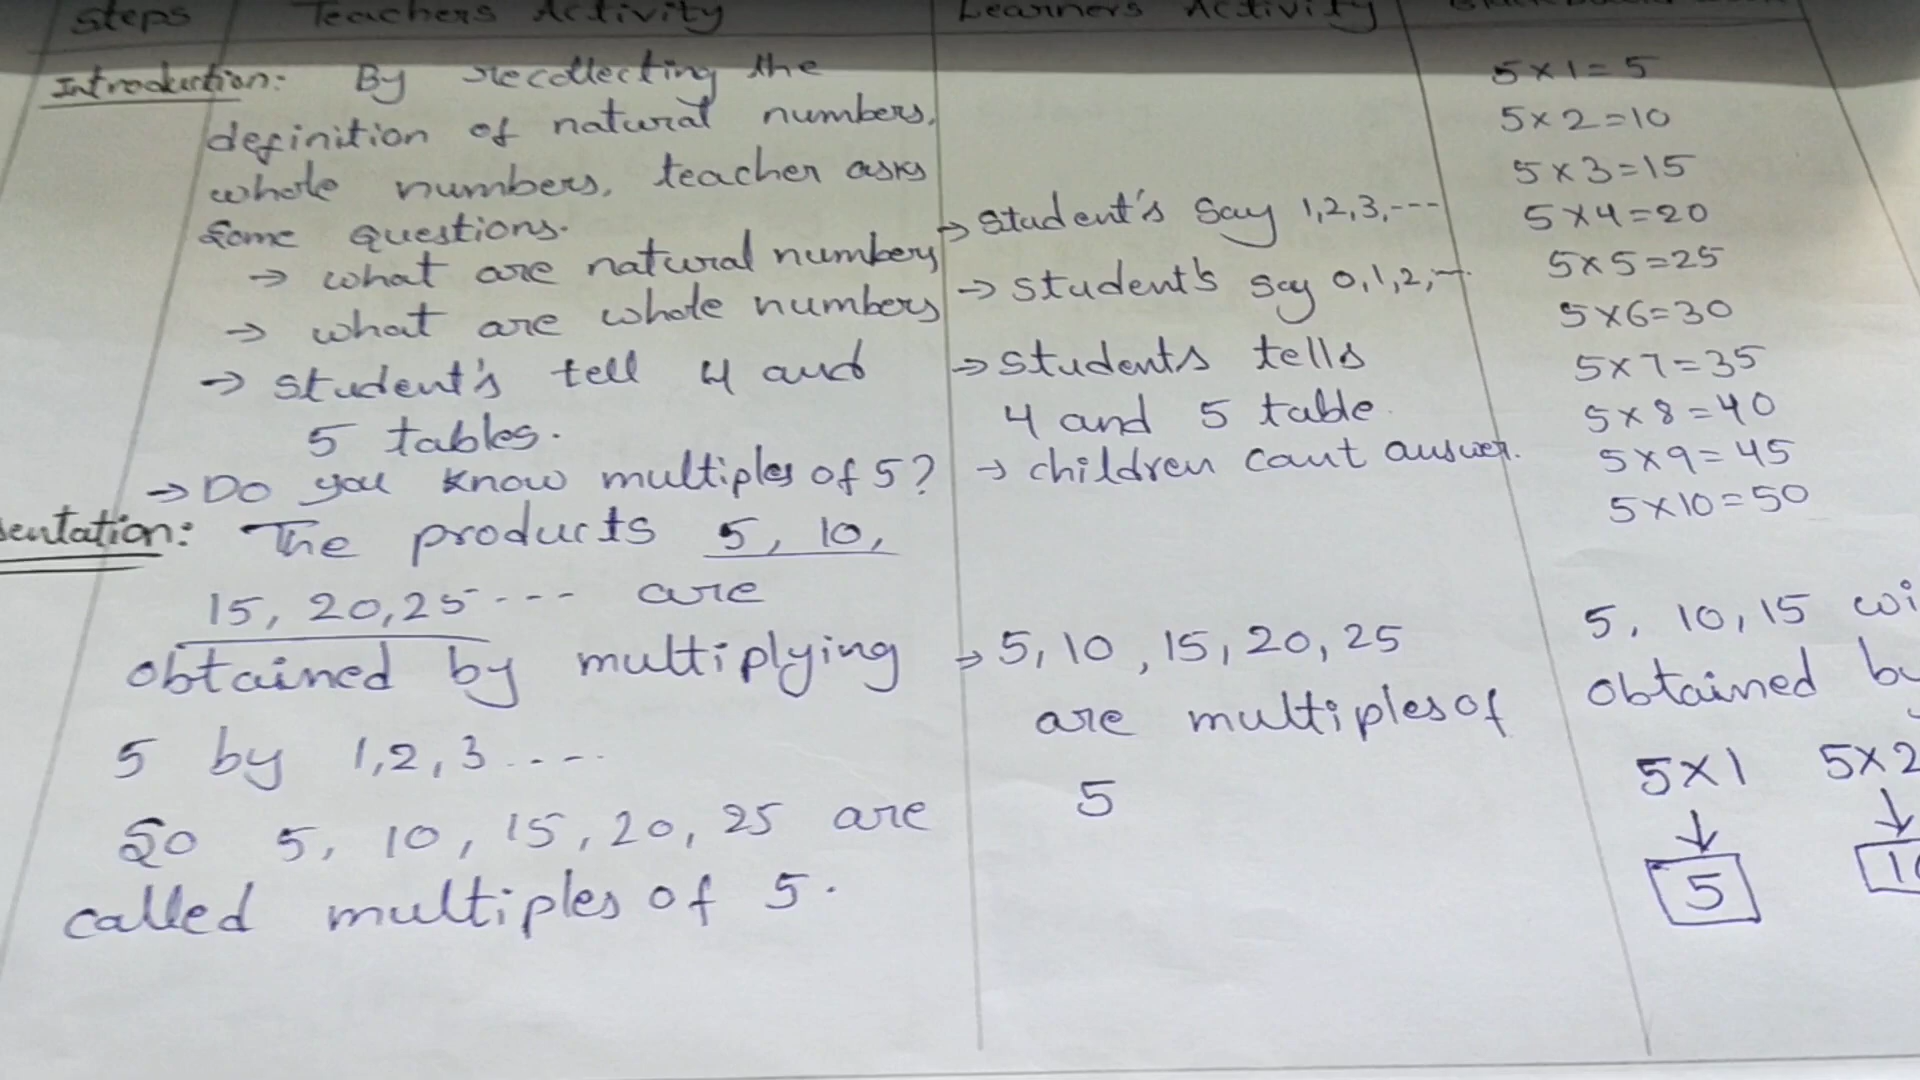 Steps
Teachers Activity
Learners Activity
Introduction: By recollecting the
definition of natural numbers,
whole numbers, teacher asks
Some Questions.
→ what are natural numbers
→ what are whole numbers
→ Student's tell 4 and
5 tables.
→ Do you know multiples of 5?
sentation: The products 5, 10,
15, 20, 25 ---- are
obtained by multiplying
5 by 1, 2, 3 ....
So 5, 10, 15, 20, 25 are
called multiples of 5.
→ Student's Say 1,2,3,---
→ Student's Say 0,1,2,---
→ Students tells
4 and 5 table.
→ children cant answer.
→ 5, 10, 15, 20, 25
are multiples of
5
5×1=5
5×2=10
5×3=15
5×4=20
5×5=25
5×6=30
5×7=35
5×8=40
5×9=45
5×10=50
5, 10, 15 wi
obtained by
5×1 5×2
↓ ↓
5 10